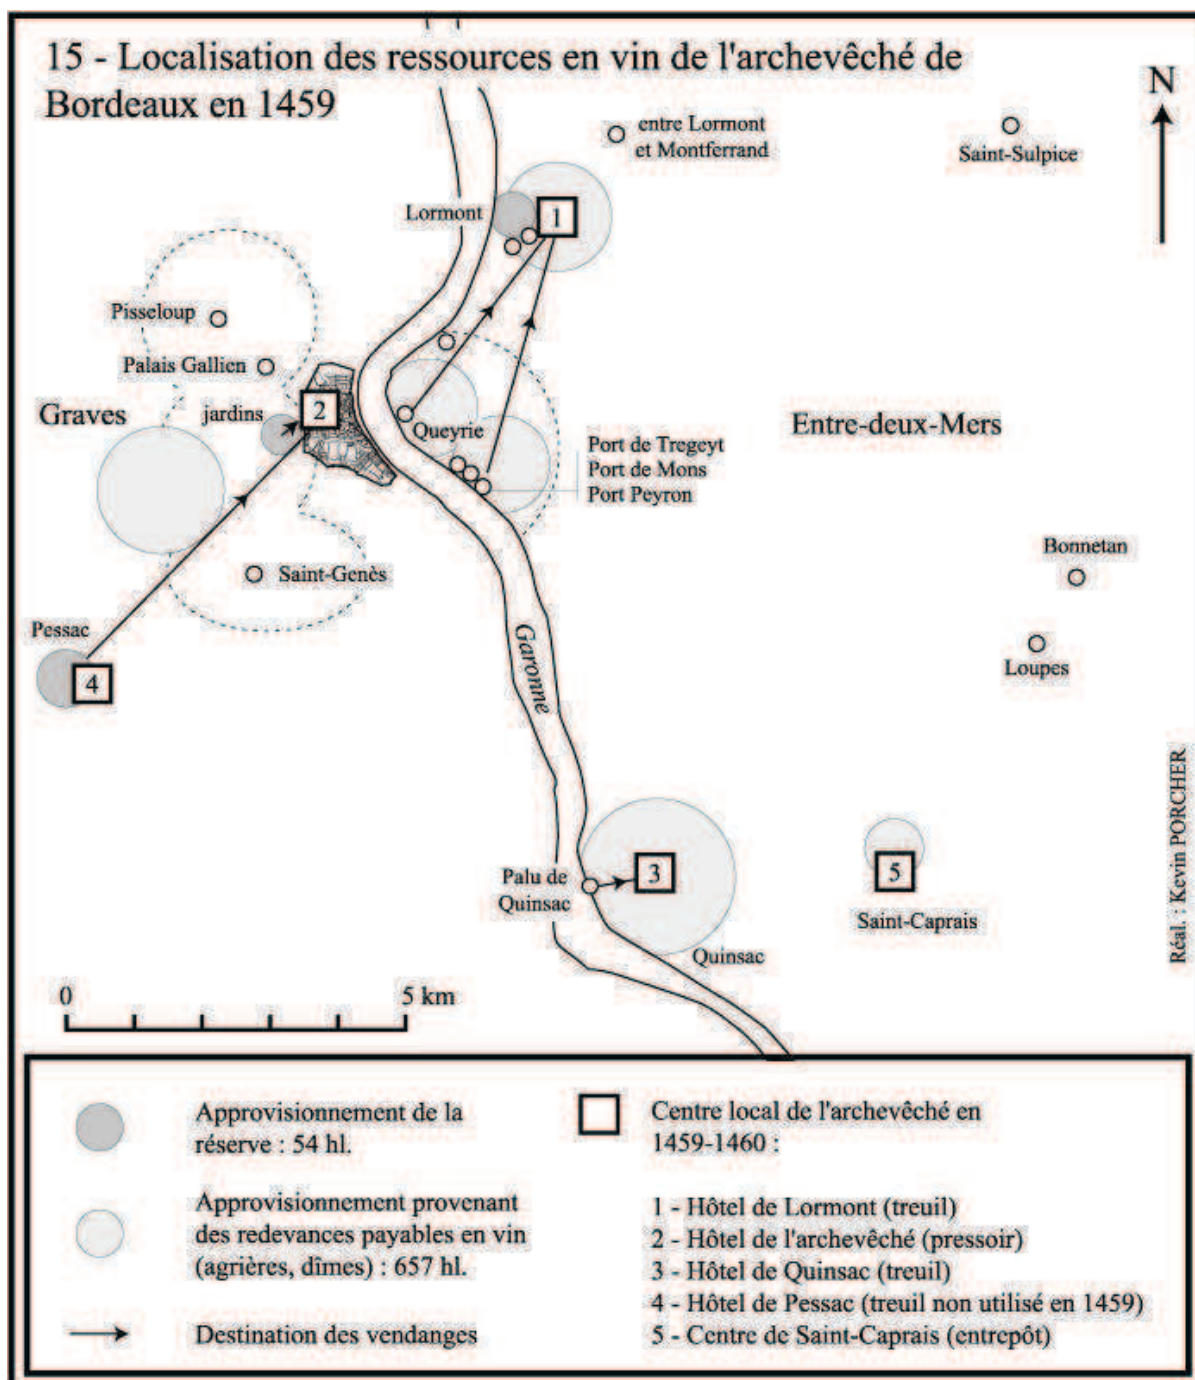 15 - Localisation des ressources en vin de l'archevêché de
Bordeaux en 1459
N
entre Lormont
et Montferrand
Saint-Sulpice
Lormont
1
Pisseloup
Palais Gallien
Graves
jardins
2
Queyrie
Entre-deux-Mers
Port de Tregeyt
Port de Mons
Port Peyron
Bonnetan
Saint-Genès
Pessac
4
Garonne
Loupes
Palu de
Quinsac
3
5
Saint-Caprais
Quinsac
Réal. : Kevin PORCHER
0
5 km
Approvisionnement de la
réserve : 54 hl.
Approvisionnement provenant
des redevances payables en vin
(agrières, dîmes) : 657 hl.
Destination des vendanges
Centre local de l'archevêché en
1459-1460 :
1 - Hôtel de Lormont (treuil)
2 - Hôtel de l'archevêché (pressoir)
3 - Hôtel de Quinsac (treuil)
4 - Hôtel de Pessac (treuil non utilisé en 1459)
5 - Centre de Saint-Caprais (entrepôt)